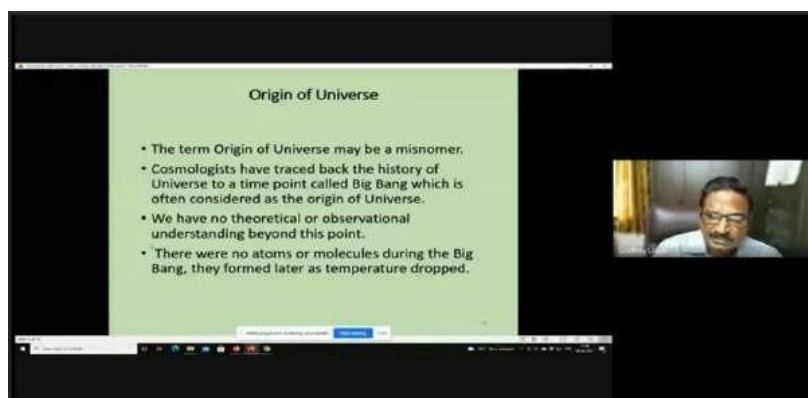 Origin of Universe
• The term Origin of Universe may be a misnomer.
• Cosmologists have traced back the history of
Universe to a time point called Big Bang which is
often considered as the origin of Universe.
• We have no theoretical or observational
understanding beyond this point.
• There were no atoms or molecules during the Big
Bang, they formed later as temperature dropped.